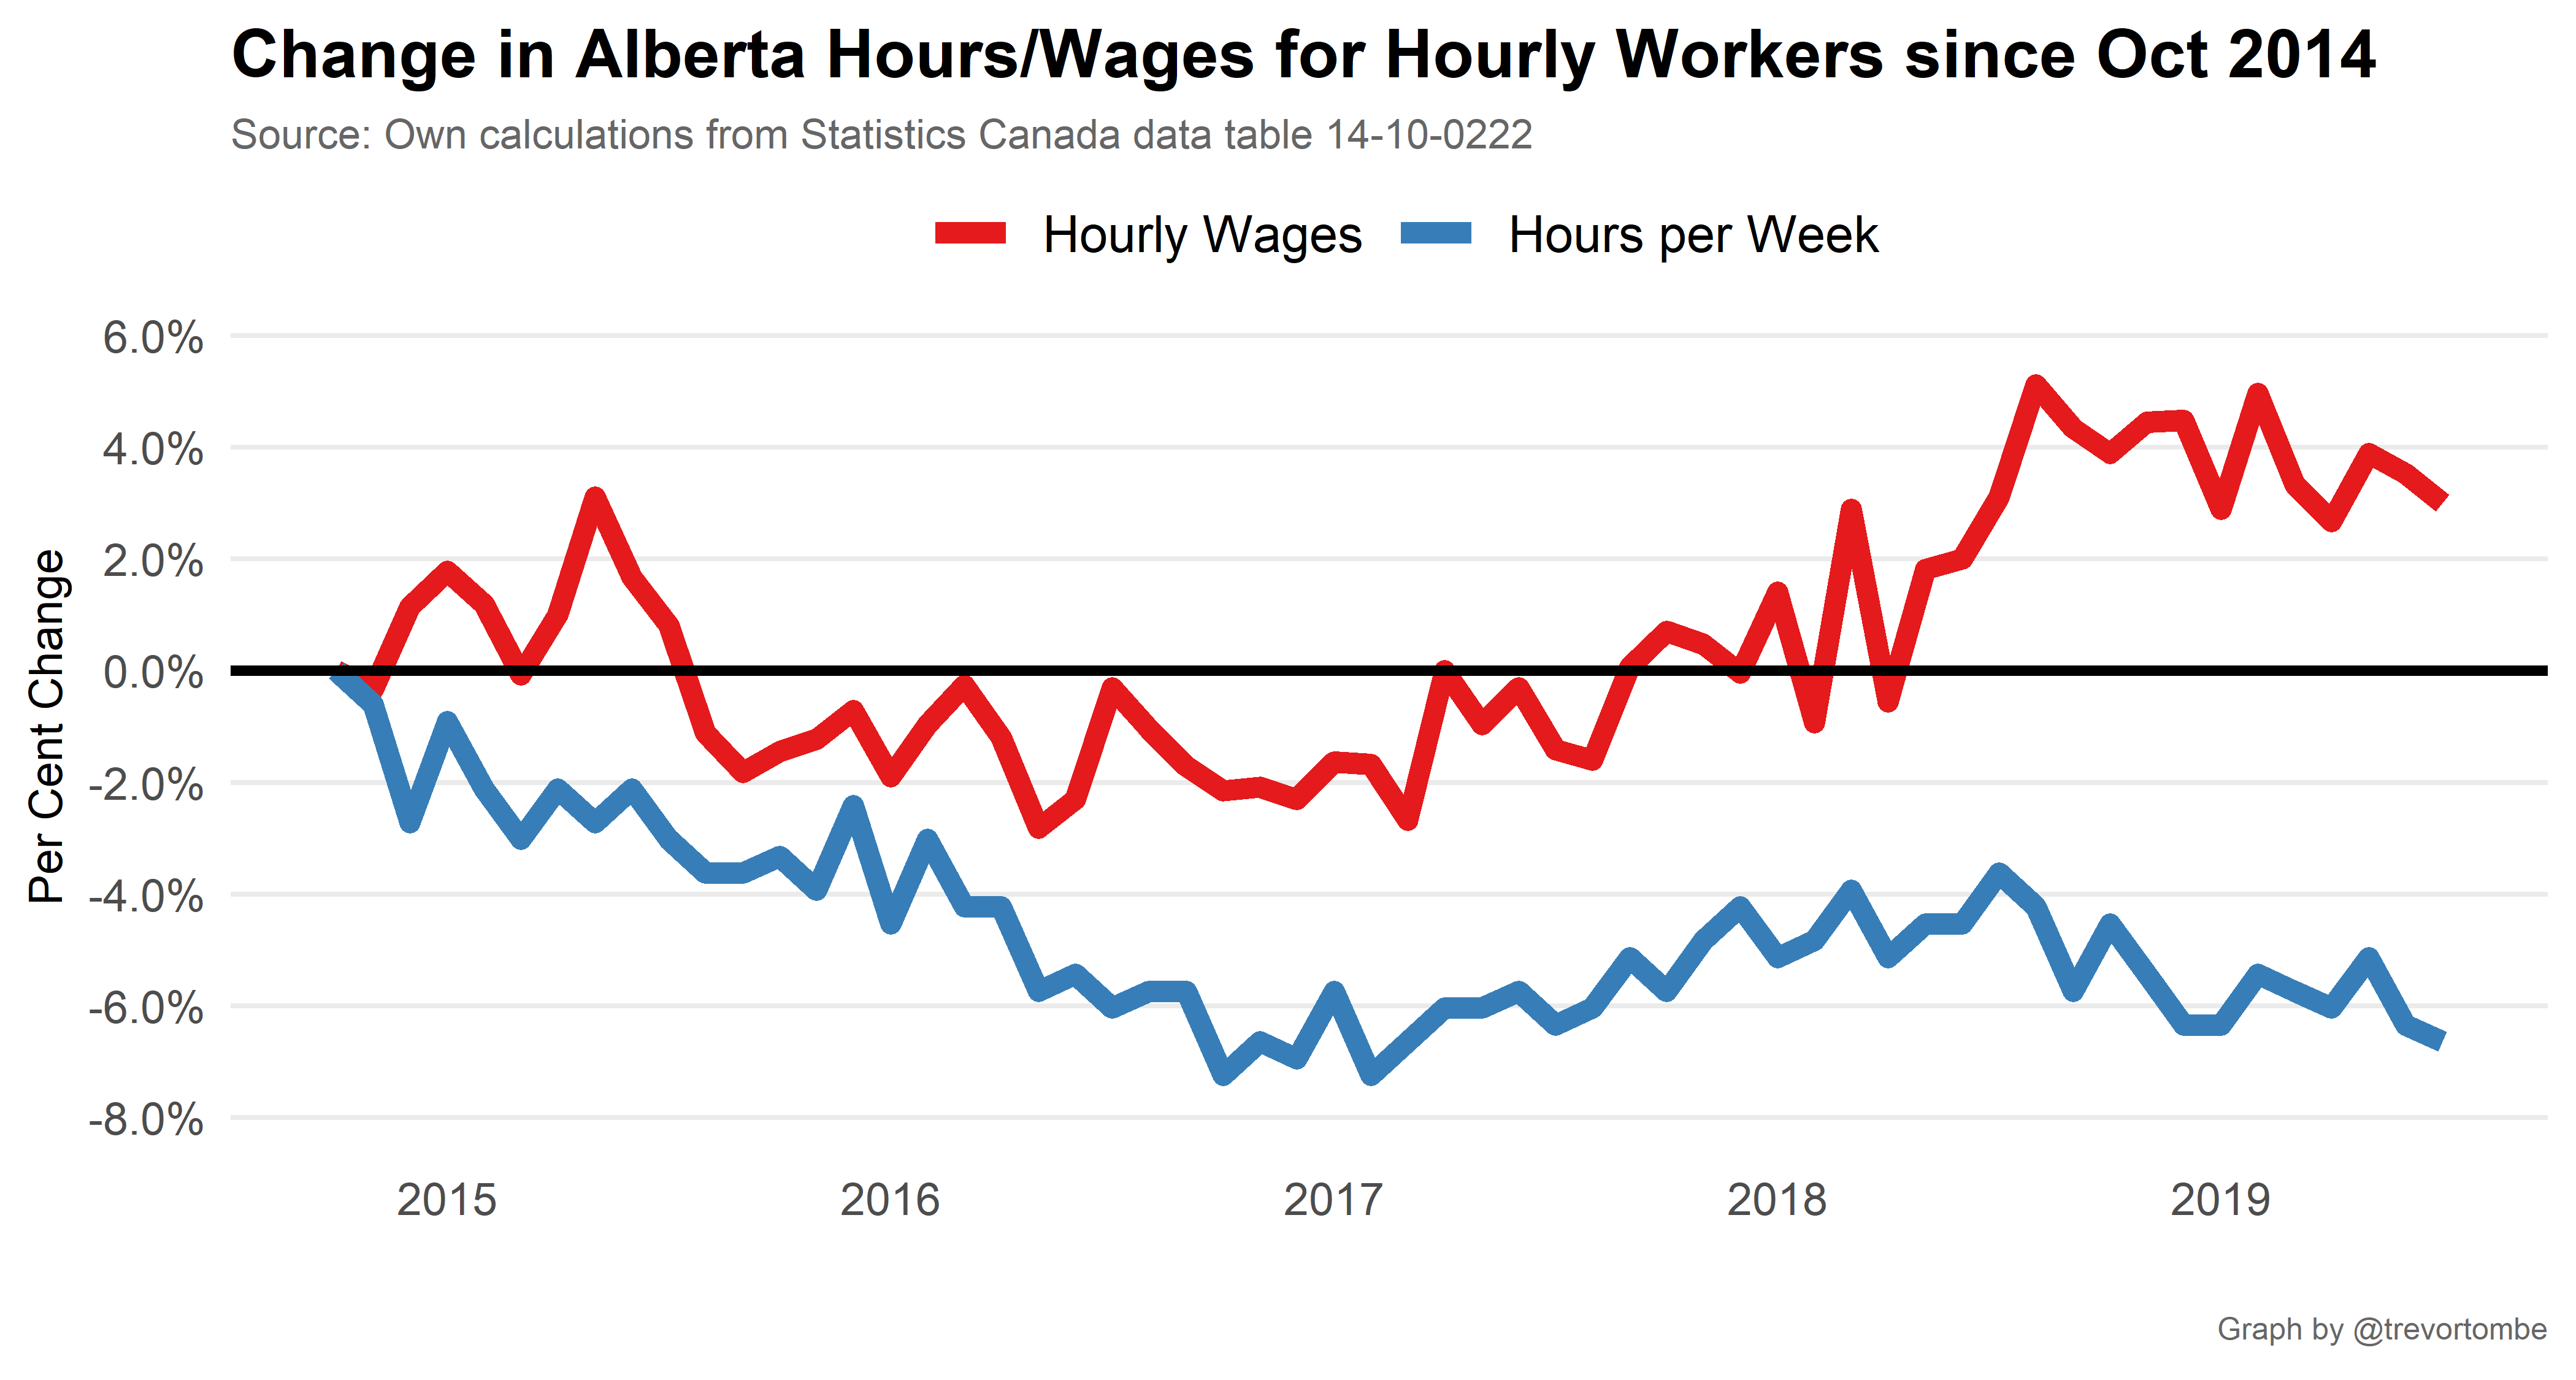 Change in Alberta Hours/Wages for Hourly Workers since Oct 2014
Source: Own calculations from Statistics Canada data table 14-10-0222
Hourly Wages
Hours per Week
Per Cent Change
6.0%
4.0%
2.0%
0.0%
-2.0%
-4.0%
-6.0%
-8.0%
2015
2016
2017
2018
2019
Graph by @trevortombe